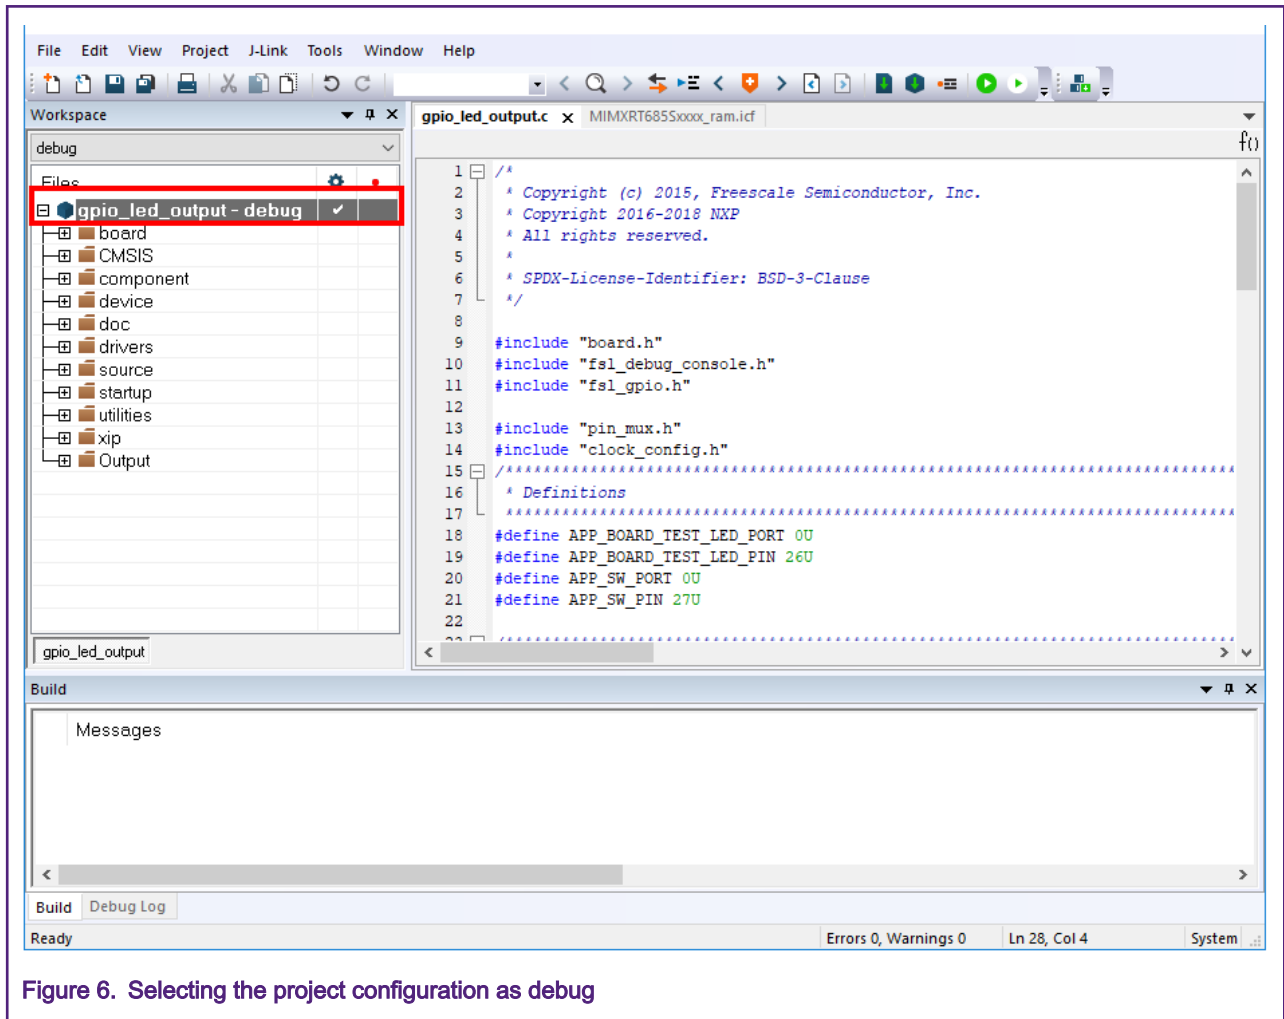 File Edit View Project J-Link Tools Window Help
Workspace
debug
Files
gpio_led_output - debug
board
CMSIS
component
device
doc
drivers
source
startup
utilities
xip
Output
gpio_led_output
gpio_led_output.c x MIMXRT685Sxxxx_ram.icf
f()
1 /*
2 * Copyright (c) 2015, Freescale Semiconductor, Inc.
3 * Copyright 2016-2018 NXP
4 * All rights reserved.
5 *
6 * SPDX-License-Identifier: BSD-3-Clause
7 */
8
9 #include "board.h"
10 #include "fsl_debug_console.h"
11 #include "fsl_gpio.h"
12
13 #include "pin_mux.h"
14 #include "clock_config.h"
15 /*******************************************************************************
16 * Definitions
17 ******************************************************************************
18 #define APP_BOARD_TEST_LED_PORT 0U
19 #define APP_BOARD_TEST_LED_PIN 26U
20 #define APP_SW_PORT 0U
21 #define APP_SW_PIN 27U
22
23 /*******************************************************************************
Build
Messages
Build Debug Log
Ready Errors 0, Warnings 0 Ln 28, Col 4 System
Figure 6. Selecting the project configuration as debug